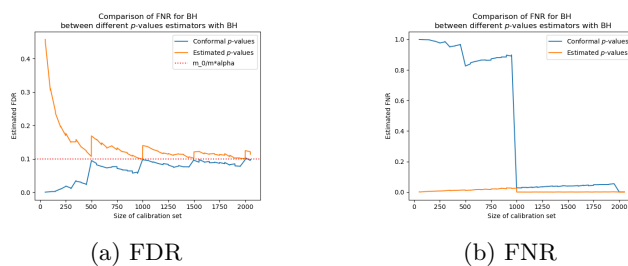 Comparison of FNR for BH
between different p-values estimators with BH
Conformal p-values
Estimated p-values
m_0/m*alpha
Estimated FDR
0.4
0.3
0.2
0.1
0.0
0
250
500
750
1000
1250
1500
1750
2000
Size of calibration set
(a) FDR
Comparison of FNR for BH
between different p-values estimators with BH
Conformal p-values
Estimated p-values
Estimated FNR
1.0
0.8
0.6
0.4
0.2
0.0
0
250
500
750
1000
1250
1500
1750
2000
Size of calibration set
(b) FNR